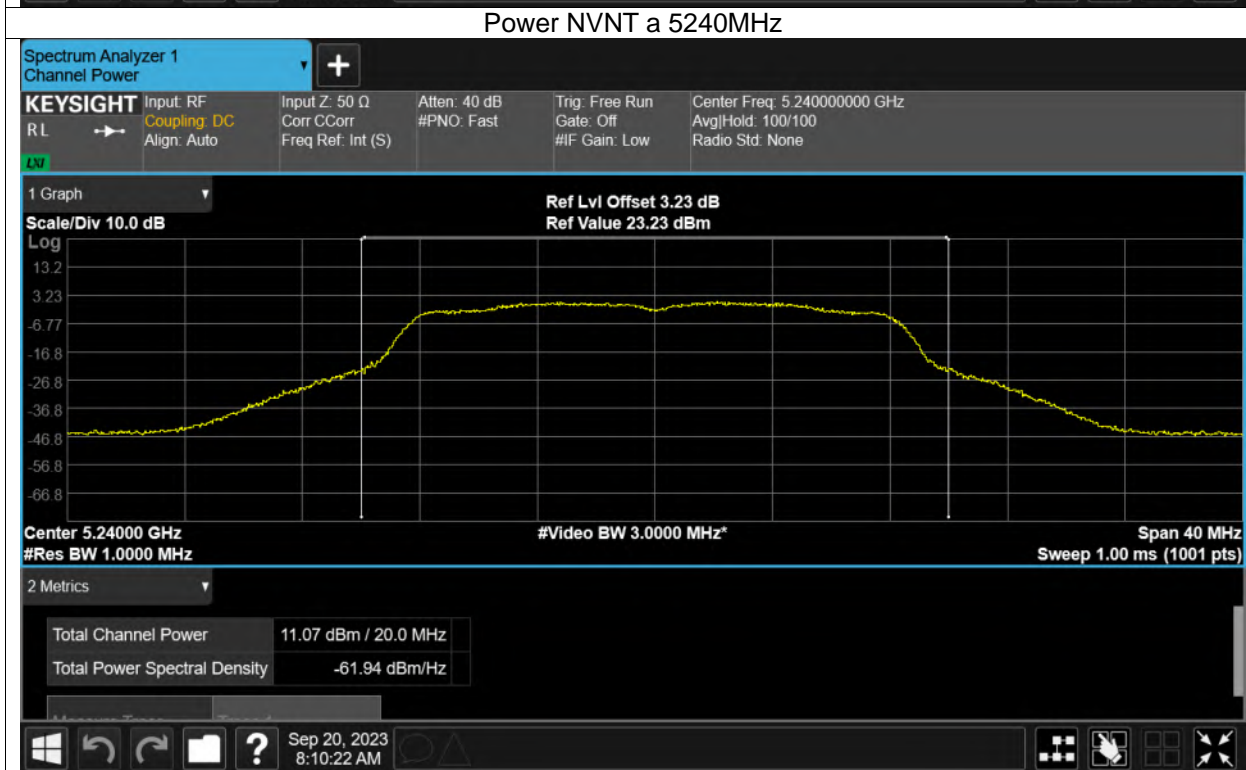 Power NVNT a 5240MHz
Spectrum Analyzer 1
Channel Power
KEYSIGHT Input: RF Input Z: 50 Ω Atten: 40 dB Trig: Free Run Center Freq: 5.240000000 GHz
RL Coupling: DC Corr CCorr #PNO: Fast Gate: Off Avg|Hold: 100/100
Align: Auto Freq Ref: Int (S) #IF Gain: Low Radio Std: None
LXI
1 Graph Ref Lvl Offset 3.23 dB
Scale/Div 10.0 dB Ref Value 23.23 dBm
Log
13.2
3.23
-6.77
-16.8
-26.8
-36.8
-46.8
-56.8
-66.8
Center 5.24000 GHz #Video BW 3.0000 MHz* Span 40 MHz
#Res BW 1.0000 MHz Sweep 1.00 ms (1001 pts)
2 Metrics
Total Channel Power 11.07 dBm / 20.0 MHz
Total Power Spectral Density -61.94 dBm/Hz
Sep 20, 2023
8:10:22 AM